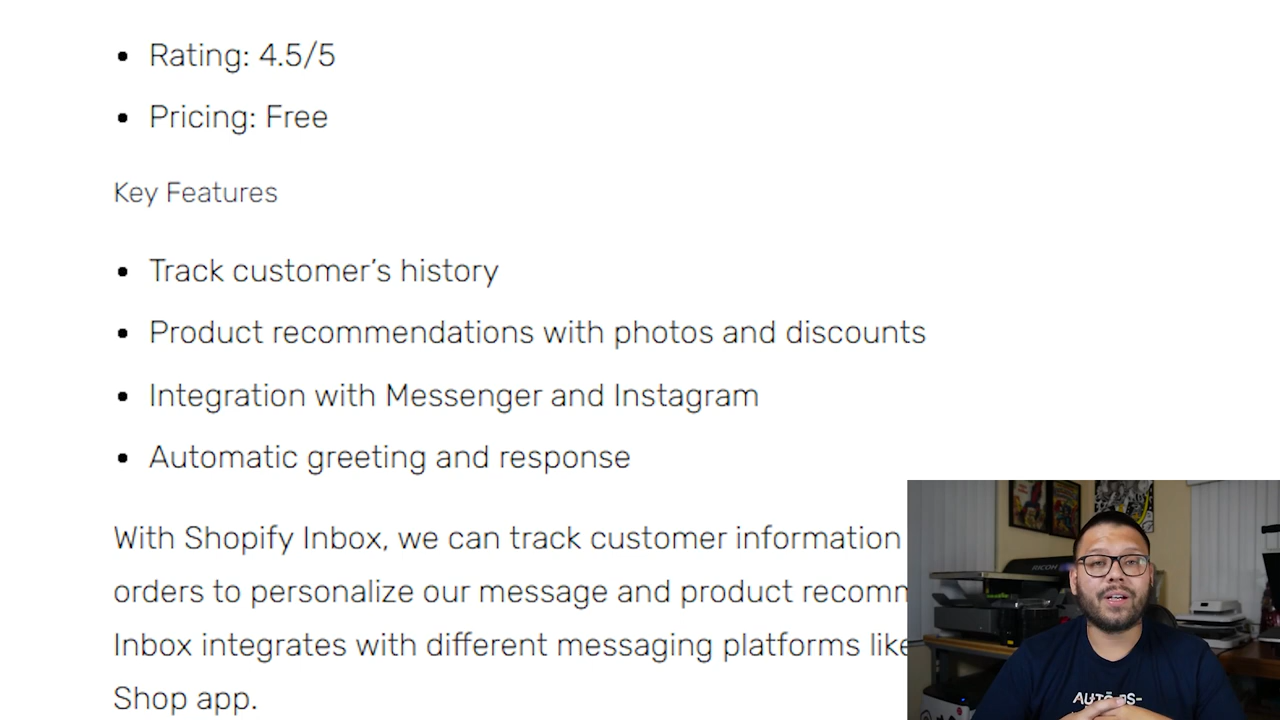 • Rating: 4.5/5
• Pricing: Free
Key Features
• Track customer's history
• Product recommendations with photos and discounts
• Integration with Messenger and Instagram
• Automatic greeting and response
With Shopify Inbox, we can track customer information
orders to personalize our message and product
Inbox integrates with different messaging platforms like
Shop app.
RICOH